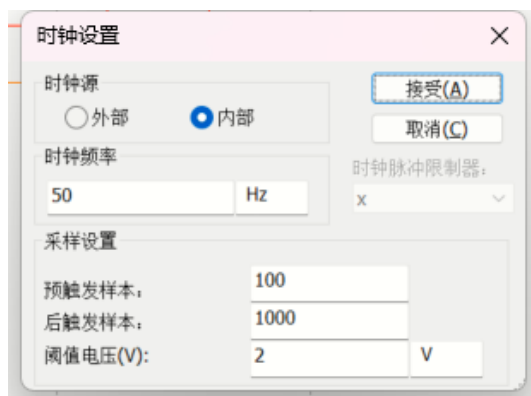 时钟设置
时钟源
外部
内部
接受(A)
取消(C)
时钟频率
50
Hz
时钟脉冲限制器:
x
采样设置
预触发样本:
100
后触发样本:
1000
阈值电压(V):
2
V